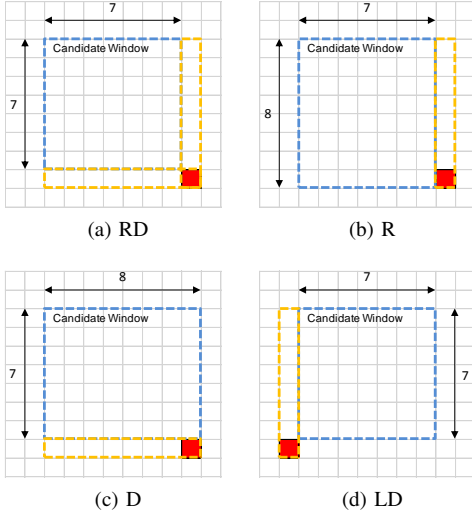 7
7
Candidate Window
7
8
(a) RD
(b) R
Candidate Window
8
7
Candidate Window
7
7
Candidate Window
(c) D
(d) LD